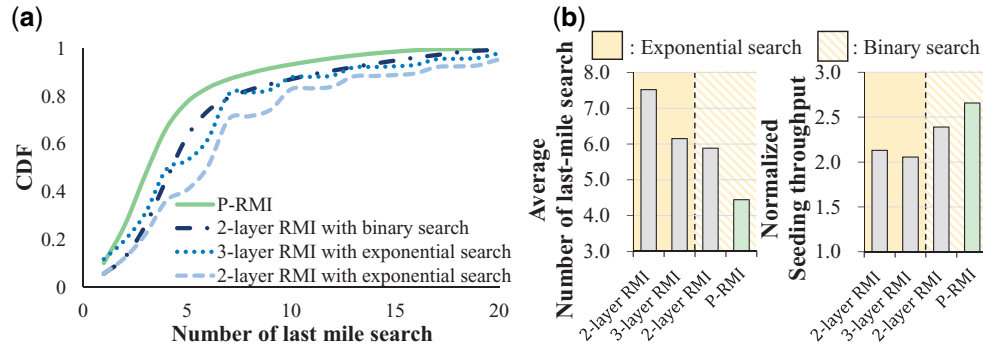 (a)
CDF
1
0.8
0.6
0.4
0.2
0
0
5
10
15
20
P-RMI
2-layer RMI with binary search
3-layer RMI with exponential search
2-layer RMI with exponential search
Number of last mile search
(b)
: Exponential search
: Binary search
Average
Number of last-mile search
8.0
7.0
6.0
5.0
4.0
3.0
2-layer RMI
3-layer RMI
2-layer RMI
P-RMI
Normalized
Seeding throughput
3.0
2.5
2.0
1.5
1.0
2-layer RMI
3-layer RMI
2-layer RMI
P-RMI